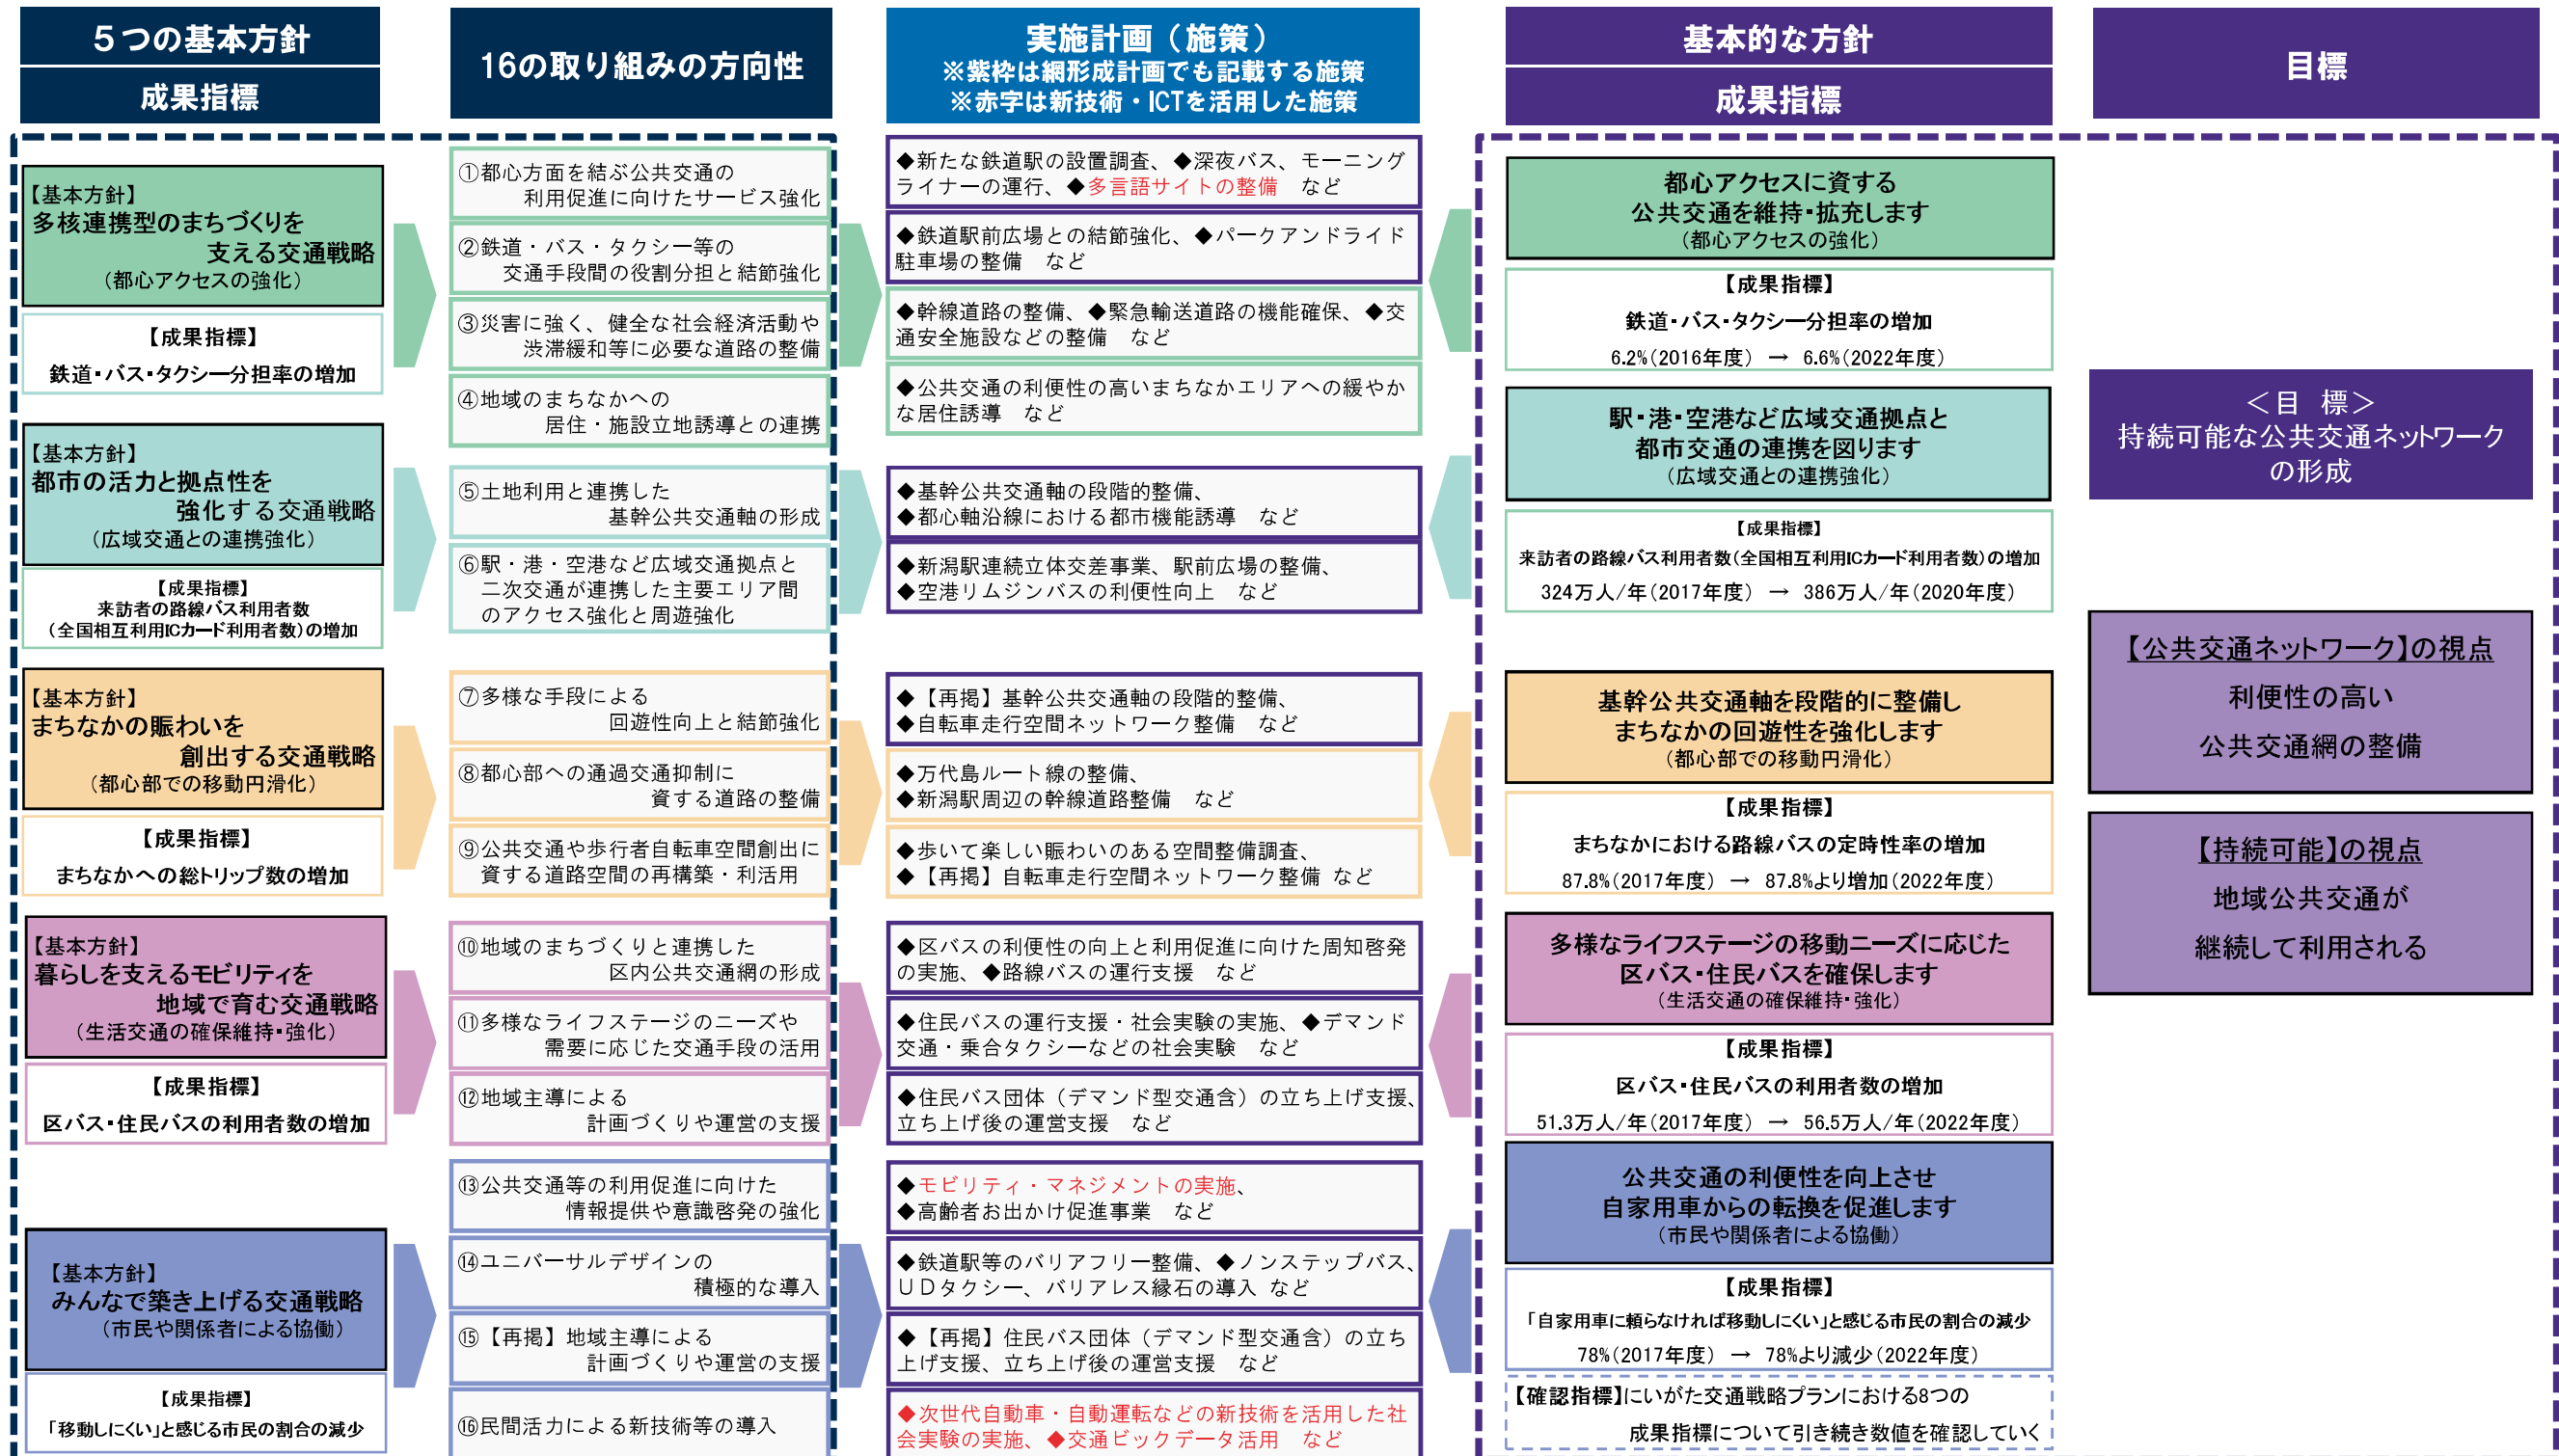 ５つの基本方針
成果指標
16の取り組みの方向性
実施計画（施策）
※紫枠は網形成計画でも記載する施策
※赤字は新技術・ICTを活用した施策
基本的な方針
成果指標
目標
【基本方針】
多核連携型のまちづくりを
支える交通戦略
（都心アクセスの強化）
【成果指標】
鉄道・バス・タクシー分担率の増加
【基本方針】
都市の活力と拠点性を
強化する交通戦略
（広域交通との連携強化）
【成果指標】
来訪者の路線バス利用者数
（全国相互利用ICカード利用者数）の増加
【基本方針】
まちなかの賑わいを
創出する交通戦略
（都心部での移動円滑化）
【成果指標】
まちなかへの総トリップ数の増加
【基本方針】
暮らしを支えるモビリティを
地域で育む交通戦略
（生活交通の確保維持・強化）
【成果指標】
区バス・住民バスの利用者数の増加
【基本方針】
みんなで築き上げる交通戦略
（市民や関係者による協働）
【成果指標】
「移動しにくい」と感じる市民の割合の減少
①都心方面を結ぶ公共交通の
利用促進に向けたサービス強化
②鉄道・バス・タクシー等の
交通手段間の役割分担と結節強化
③災害に強く、健全な社会経済活動や
渋滞緩和等に必要な道路の整備
④地域のまちなかへの
居住・施設立地誘導との連携
⑤土地利用と連携した
基幹公共交通軸の形成
⑥駅・港・空港など広域交通拠点と
二次交通が連携した主要エリア間
のアクセス強化と周遊強化
⑦多様な手段による
回遊性向上と結節強化
⑧都心部への通過交通抑制に
資する道路の整備
⑨公共交通や歩行者自転車空間創出に
資する道路空間の再構築・利活用
⑩地域のまちづくりと連携した
区内公共交通網の形成
⑪多様なライフステージのニーズや
需要に応じた交通手段の活用
⑫地域主導による
計画づくりや運営の支援
⑬公共交通等の利用促進に向けた
情報提供や意識啓発の強化
⑭ユニバーサルデザインの
積極的な導入
⑮【再掲】地域主導による
計画づくりや運営の支援
⑯民間活力による新技術等の導入
◆新たな鉄道駅の設置調査、◆深夜バス、モーニング
ライナーの運行、◆多言語サイトの整備　など
◆鉄道駅前広場との結節強化、◆パークアンドライド
駐車場の整備　など
◆幹線道路の整備、◆緊急輸送道路の機能確保、◆交
通安全施設などの整備　など
◆公共交通の利便性の高いまちなかエリアへの緩やか
な居住誘導　など
◆基幹公共交通軸の段階的整備、
◆都心軸沿線における都市機能誘導　など
◆新潟駅連続立体交差事業、駅前広場の整備、
◆空港リムジンバスの利便性向上　など
◆【再掲】基幹公共交通軸の段階的整備、
◆自転車走行空間ネットワーク整備　など
◆万代島ルート線の整備、
◆新潟駅周辺の幹線道路整備　など
◆歩いて楽しい賑わいのある空間整備調査、
◆【再掲】自転車走行空間ネットワーク整備 など
◆区バスの利便性の向上と利用促進に向けた周知啓発
の実施、◆路線バスの運行支援　など
◆住民バスの運行支援・社会実験の実施、◆デマンド
交通・乗合タクシーなどの社会実験　など
◆住民バス団体（デマンド型交通含）の立ち上げ支援、
立ち上げ後の運営支援　など
◆モビリティ・マネジメントの実施、
◆高齢者お出かけ促進事業　など
◆鉄道駅等のバリアフリー整備、◆ノンステップバス、
ＵＤタクシー、バリアレス縁石の導入 など
◆【再掲】住民バス団体（デマンド型交通含）の立ち
上げ支援、立ち上げ後の運営支援　など
◆次世代自動車・自動運転などの新技術を活用した社
会実験の実施、◆交通ビックデータ活用　など
都心アクセスに資する
公共交通を維持・拡充します
（都心アクセスの強化）
【成果指標】
鉄道・バス・タクシー分担率の増加
6.2%（2016年度） → 6.6%（2022年度）
駅・港・空港など広域交通拠点と
都市交通の連携を図ります
（広域交通との連携強化）
【成果指標】
来訪者の路線バス利用者数（全国相互利用ICカード利用者数）の増加
324万人/年（2017年度） → 386万人/年（2020年度）
基幹公共交通軸を段階的に整備し
まちなかの回遊性を強化します
（都心部での移動円滑化）
【成果指標】
まちなかにおける路線バスの定時性率の増加
87.8%（2017年度） → 87.8%より増加（2022年度）
多様なライフステージの移動ニーズに応じた
区バス・住民バスを確保します
（生活交通の確保維持・強化）
【成果指標】
区バス・住民バスの利用者数の増加
51.3万人/年（2017年度） → 56.5万人/年（2022年度）
公共交通の利便性を向上させ
自家用車からの転換を促進します
（市民や関係者による協働）
【成果指標】
「自家用車に頼らなければ移動しにくい」と感じる市民の割合の減少
78%（2017年度） → 78%より減少（2022年度）
【確認指標】にいがた交通戦略プランにおける8つの
成果指標について引き続き数値を確認していく
＜目　標＞
持続可能な公共交通ネットワーク
の形成
【公共交通ネットワーク】の視点
利便性の高い
公共交通網の整備
【持続可能】の視点
地域公共交通が
継続して利用される